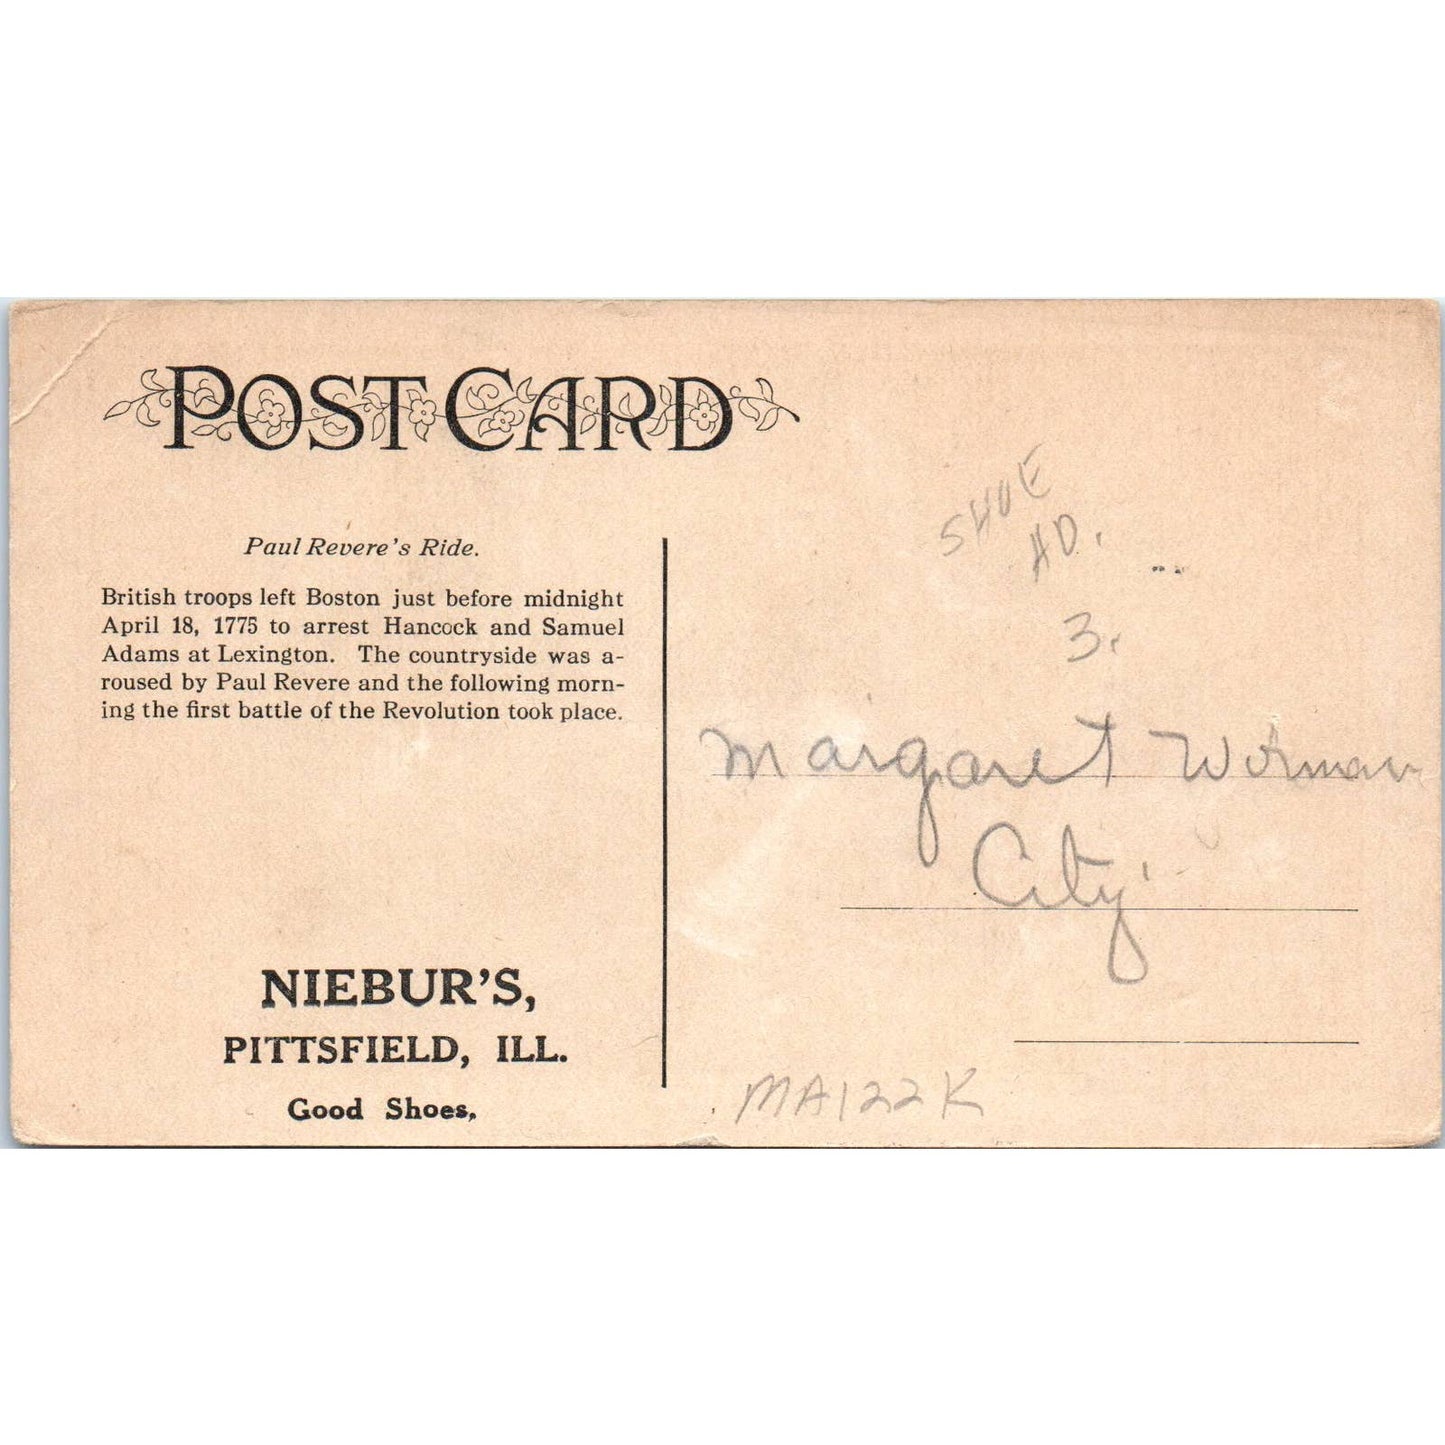 POST CARD
Paul Revere's Ride.
British troops left Boston just before midnight
April 18, 1775 to arrest Hancock and Samuel
Adams at Lexington. The countryside was a-
roused by Paul Revere and the following morn-
ing the first battle of the Revolution took place.
NIEBUR'S,
PITTSFIELD, ILL.
Good Shoes,
SHOE
AD.
3.
Margaret Worman
City.
MA122K